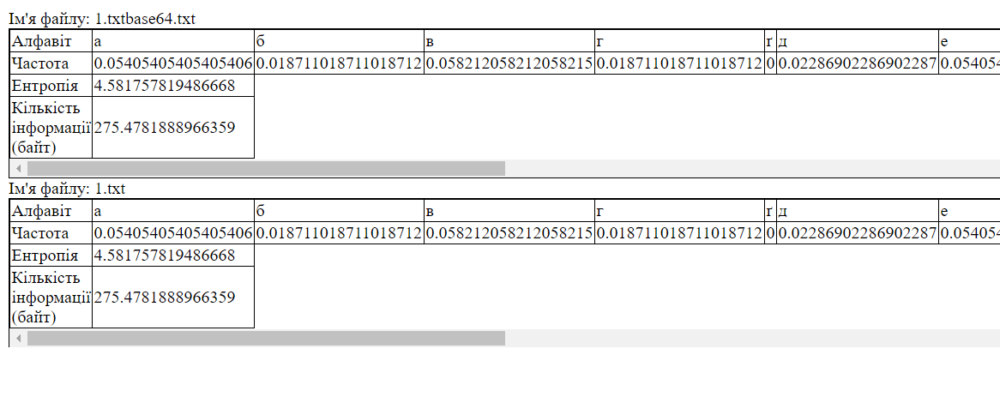 Ім'я файлу: 1.txtbase64.txt
Алфавіт а б в г ґ д е
Частота 0.05405405405405406 0.018711018711018712 0.058212058212058215 0.018711018711018712 0 0.02286902286902287 0.05405
Ентропія 4.581757819486668
Кількість
інформації 275.4781888966359
(байт)
Ім'я файлу: 1.txt
Алфавіт а б в г ґ д е
Частота 0.05405405405405406 0.018711018711018712 0.058212058212058215 0.018711018711018712 0 0.02286902286902287 0.05405
Ентропія 4.581757819486668
Кількість
інформації 275.4781888966359
(байт)